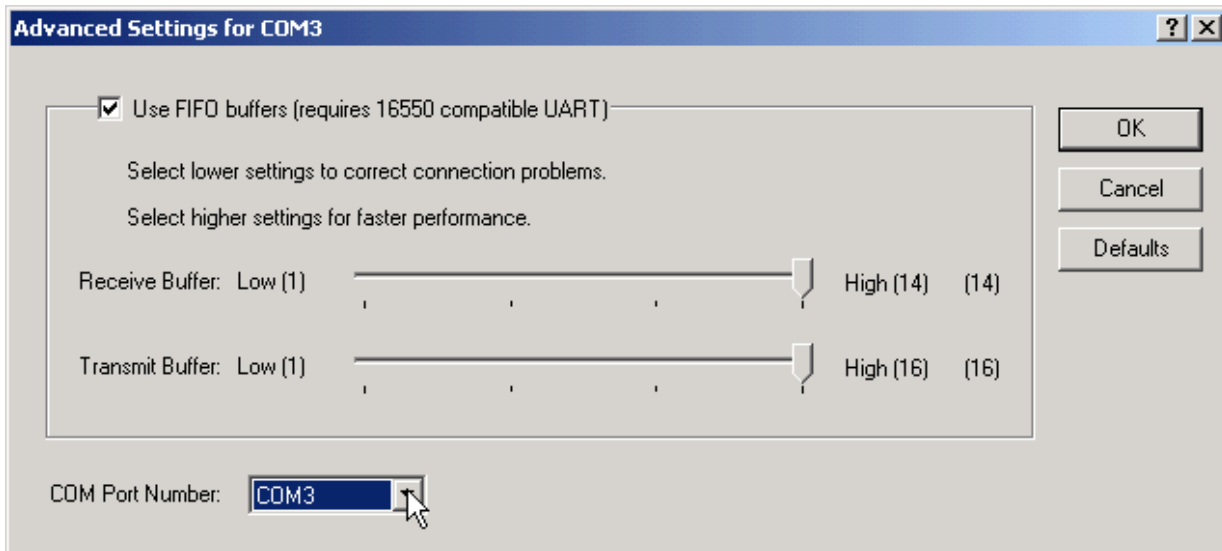 Advanced Settings for COM3
Use FIFO buffers (requires 16550 compatible UART)
OK
Select lower settings to correct connection problems.
Cancel
Select higher settings for faster performance.
Defaults
Receive Buffer: Low (1) High (14) (14)
Transmit Buffer: Low (1) High (16) (16)
COM Port Number: COM3